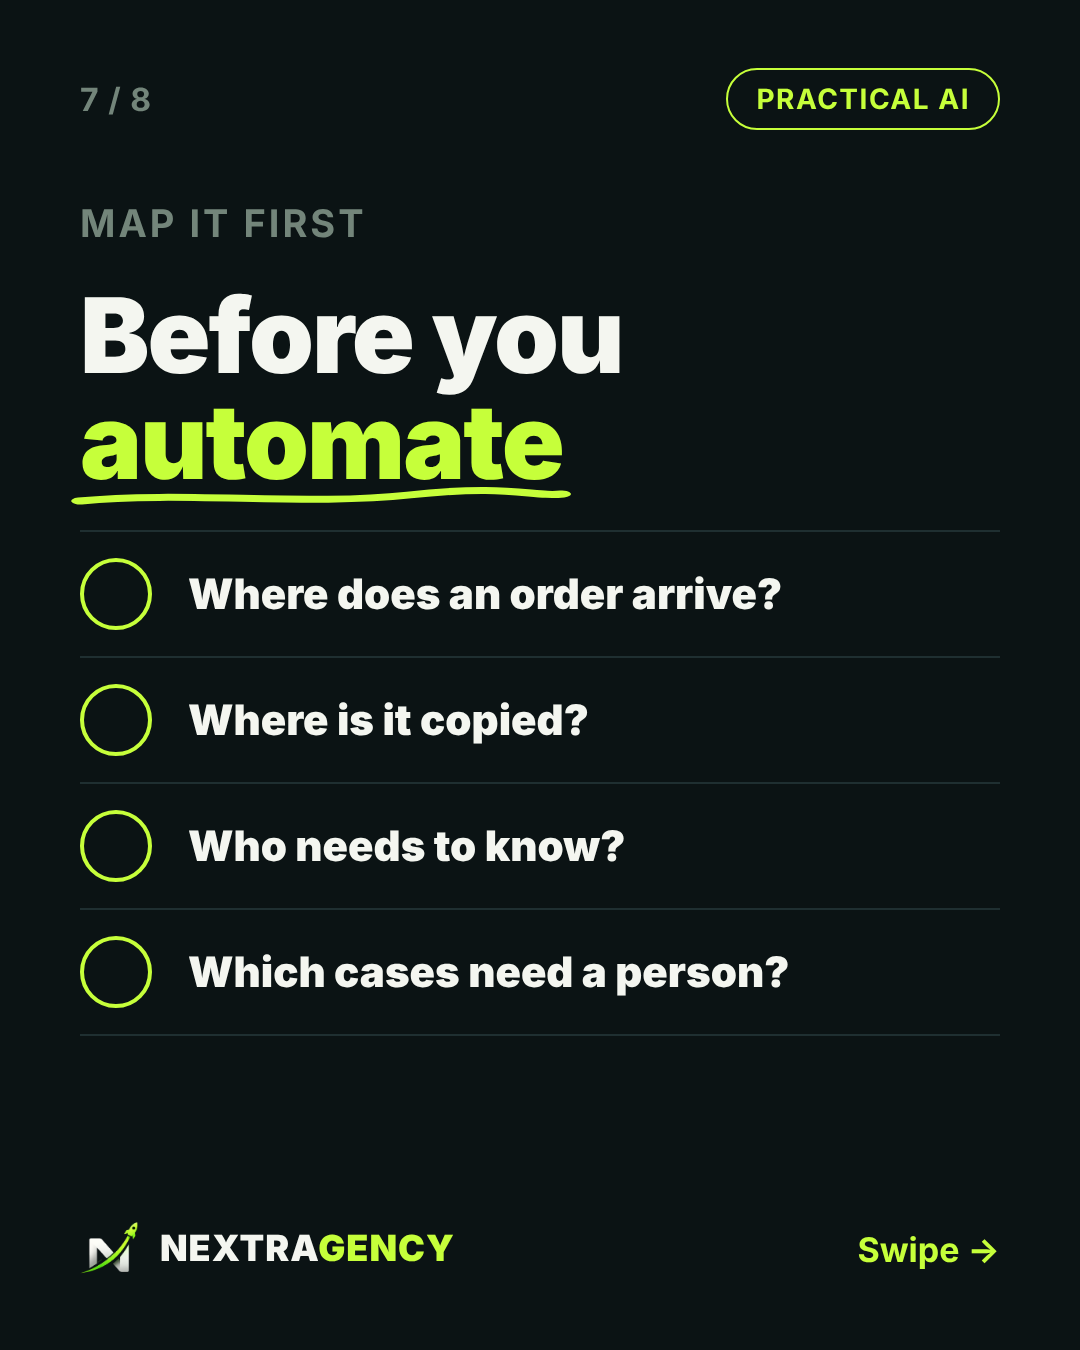 7 / 8
PRACTICAL AI
MAP IT FIRST
Before you
automate
Where does an order arrive?
Where is it copied?
Who needs to know?
Which cases need a person?
NEXTRAGENCY
Swipe →